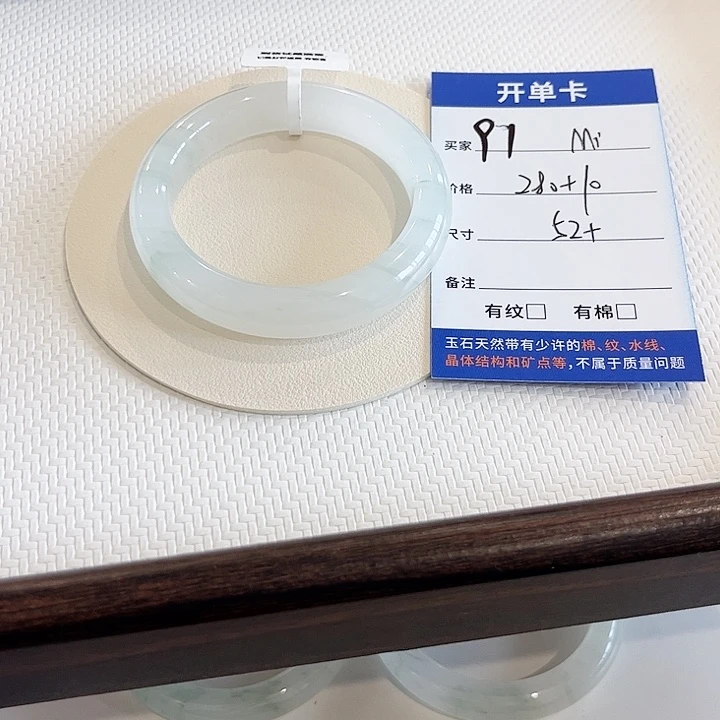 开单卡
买家 97 Mi
价格 280+10
尺寸 52+
备注
有纹□ 有棉□
玉石天然带有少许的棉、纹、水线、
晶体结构和矿点等,不属于质量问题